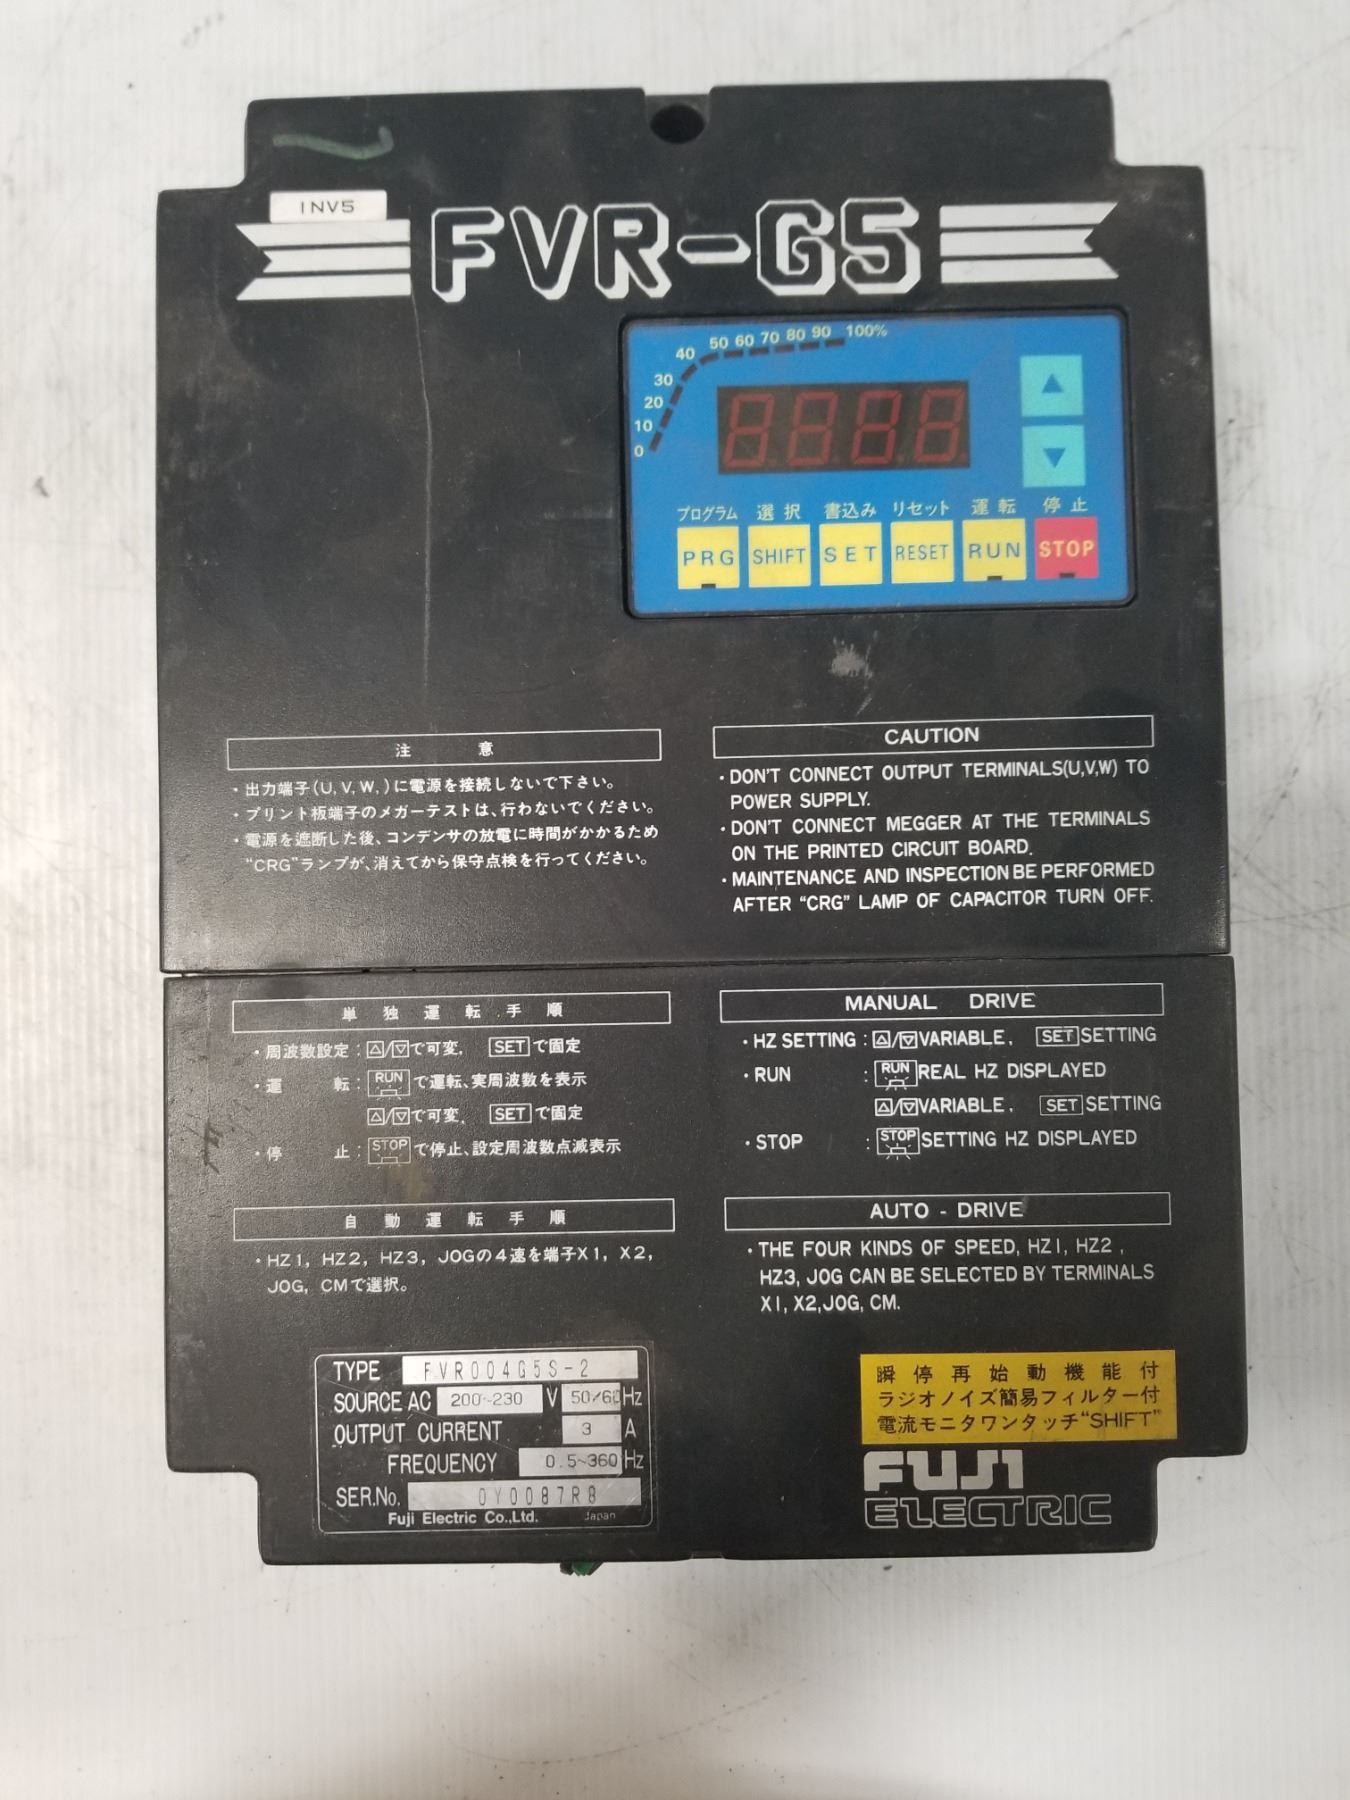 INV5
FVR-G5
0 10 20 30 40 50 60 70 80 90 100%
8.8.8.8.
▲
▼
プログラム 選択 書込み リセット 運転 停止
PRG SHIFT SET RESET RUN STOP
注意
・出力端子(U,V,W,)に電源を接続しないで下さい。
・プリント板端子のメガーテストは、行わないでください。
・電源を遮断した後、コンデンサの放電に時間がかかるため
"CRG"ランプが、消えてから保守点検を行ってください。
CAUTION
・DON'T CONNECT OUTPUT TERMINALS(U,V,W) TO
POWER SUPPLY.
・DON'T CONNECT MEGGER AT THE TERMINALS
ON THE PRINTED CIRCUIT BOARD.
・MAINTENANCE AND INSPECTION BE PERFORMED
AFTER "CRG" LAMP OF CAPACITOR TURN OFF.
単独運転手順
・周波数設定:△/▽で可変, SETで固定
・運転:RUNで運転、実周波数を表示
△/▽で可変, SETで固定
・停止:STOPで停止、設定周波数点滅表示
MANUAL DRIVE
・HZ SETTING:△/▽VARIABLE, SET SETTING
・RUN :RUN REAL HZ DISPLAYED
△/▽VARIABLE, SET SETTING
・STOP :STOP SETTING HZ DISPLAYED
自動運転手順
・HZ1, HZ2, HZ3, JOGの4速を端子X1, X2,
JOG, CMで選択。
AUTO - DRIVE
・THE FOUR KINDS OF SPEED, HZ1, HZ2,
HZ3, JOG CAN BE SELECTED BY TERMINALS
X1, X2, JOG, CM.
TYPE FVR004G5S-2
SOURCE AC 200~230 V 50/60Hz
OUTPUT CURRENT 3 A
FREQUENCY 0.5~360 Hz
SER.No. 0Y0087R8
Fuji Electric Co.,Ltd. Japan
瞬停再始動機能付
ラジオノイズ簡易フィルター付
電流モニタワンタッチ"SHIFT"
FUJI
ELECTRIC